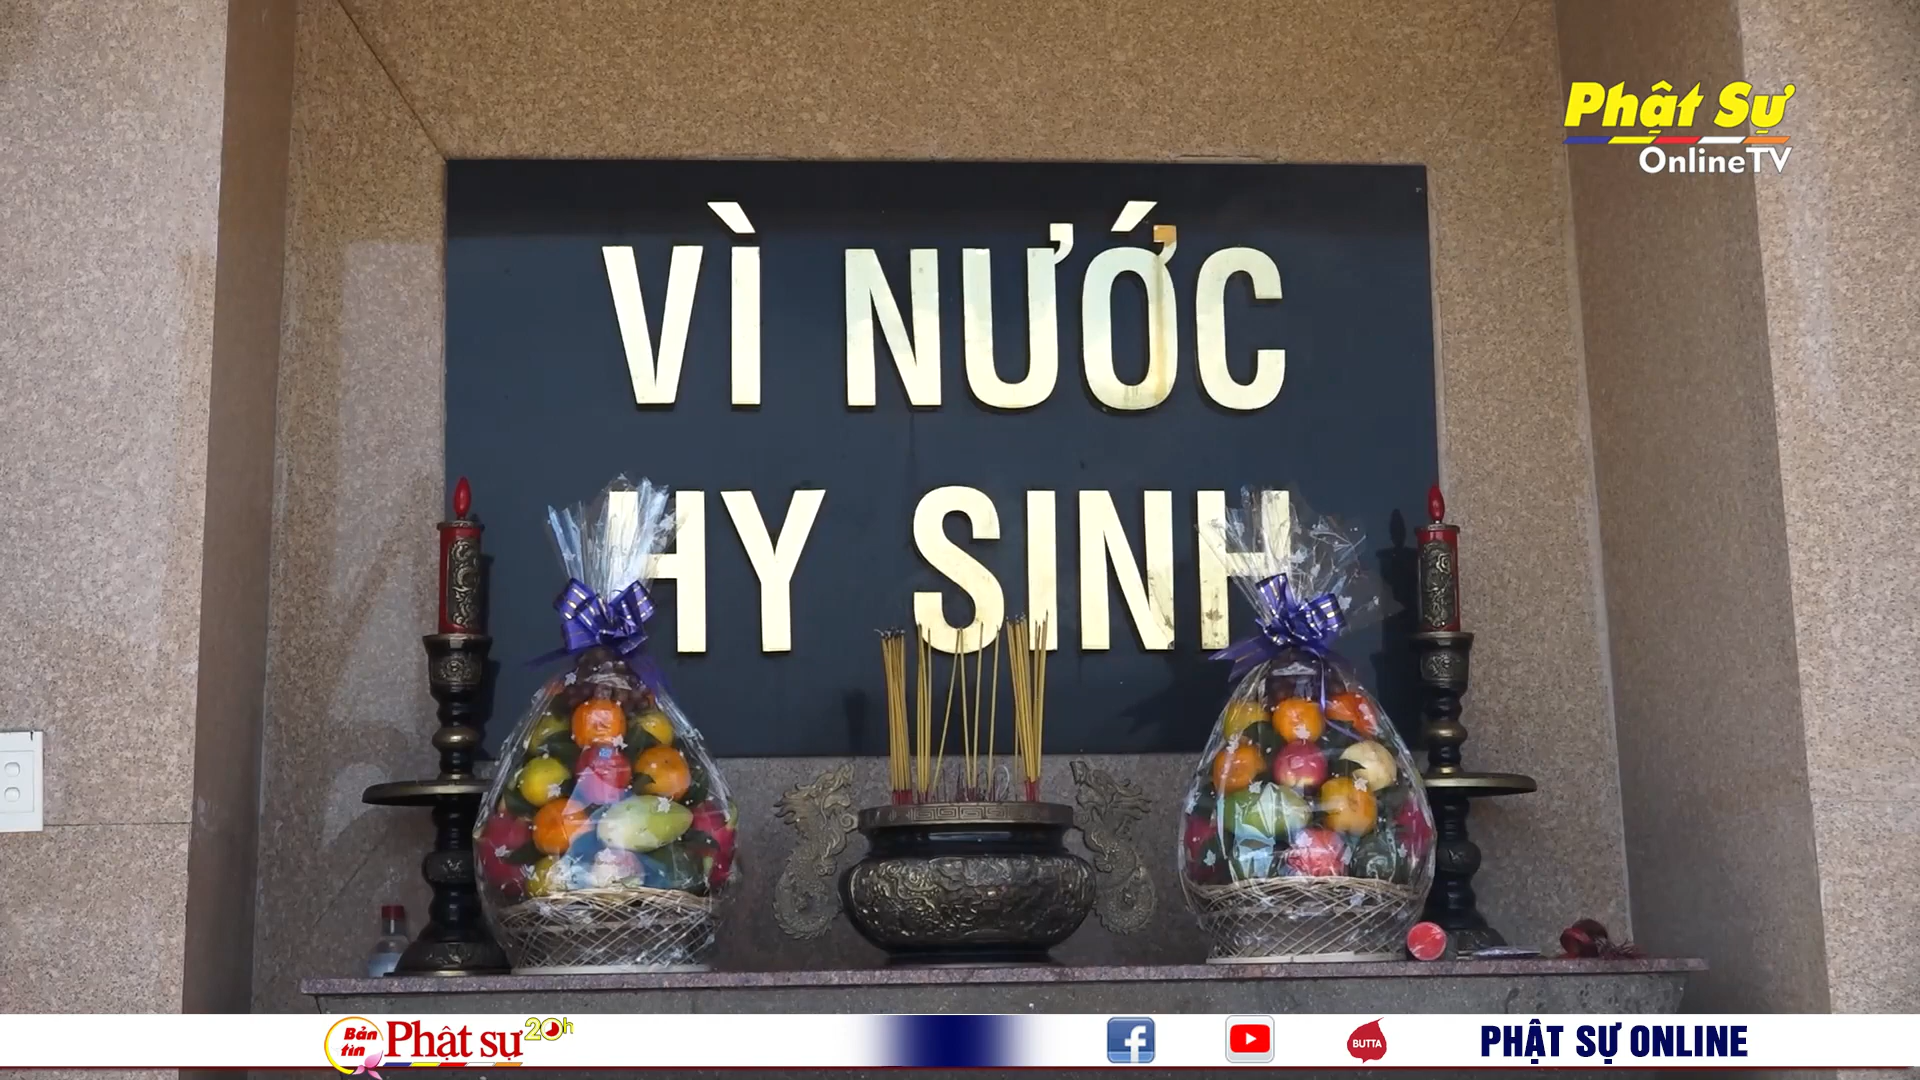 Phật Sự
OnlineTV
VÌ NƯỚC
HY SINH
Bản tin Phật sự 20h
BUTTA
PHẬT SỰ ONLINE